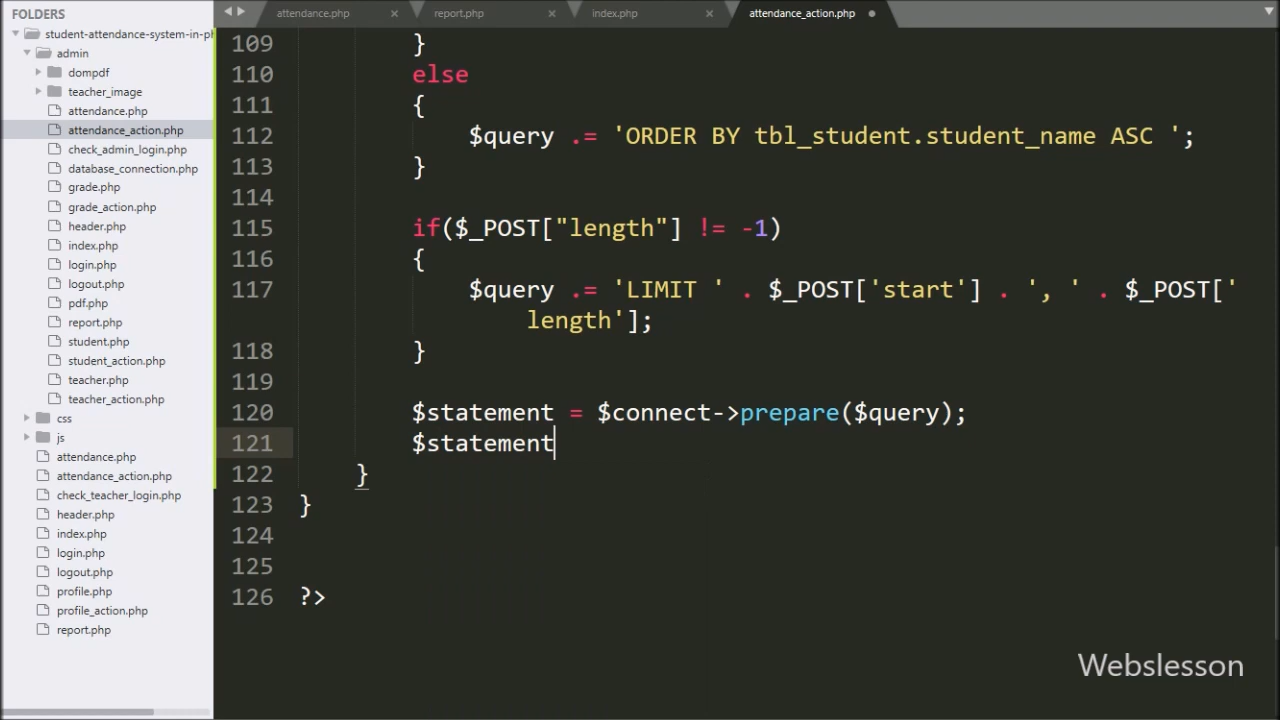 FOLDERS
student-attendance-system-in-ph
admin
dompdf
teacher_image
attendance.php
attendance_action.php
check_admin_login.php
database_connection.php
grade.php
grade_action.php
header.php
index.php
login.php
logout.php
pdf.php
report.php
student.php
student_action.php
teacher.php
teacher_action.php
css
js
attendance.php
attendance_action.php
check_teacher_login.php
header.php
index.php
login.php
logout.php
profile.php
profile_action.php
report.php
attendance.php
report.php
index.php
attendance_action.php
109 }
110 else
111 {
112 $query .= 'ORDER BY tbl_student.student_name ASC ';
113 }
114
115 if($_POST["length"] != -1)
116 {
117 $query .= 'LIMIT ' . $_POST['start'] . ', ' . $_POST['
length'];
118 }
119
120 $statement = $connect->prepare($query);
121 $statement
122 }
123 }
124
125
126 ?>
Webslesson